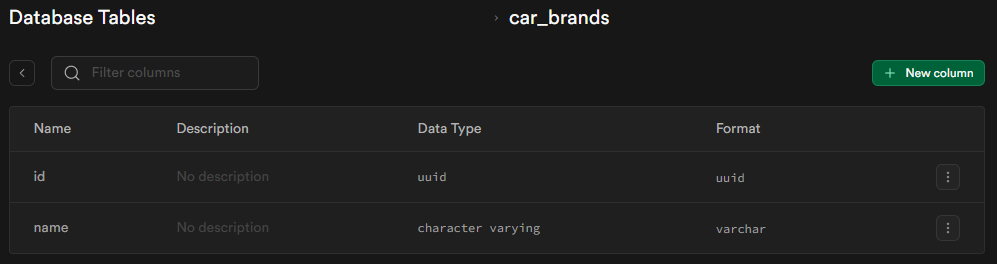 Database Tables › car_brands
Filter columns
+ New column
Name Description Data Type Format
id No description uuid uuid
name No description character varying varchar